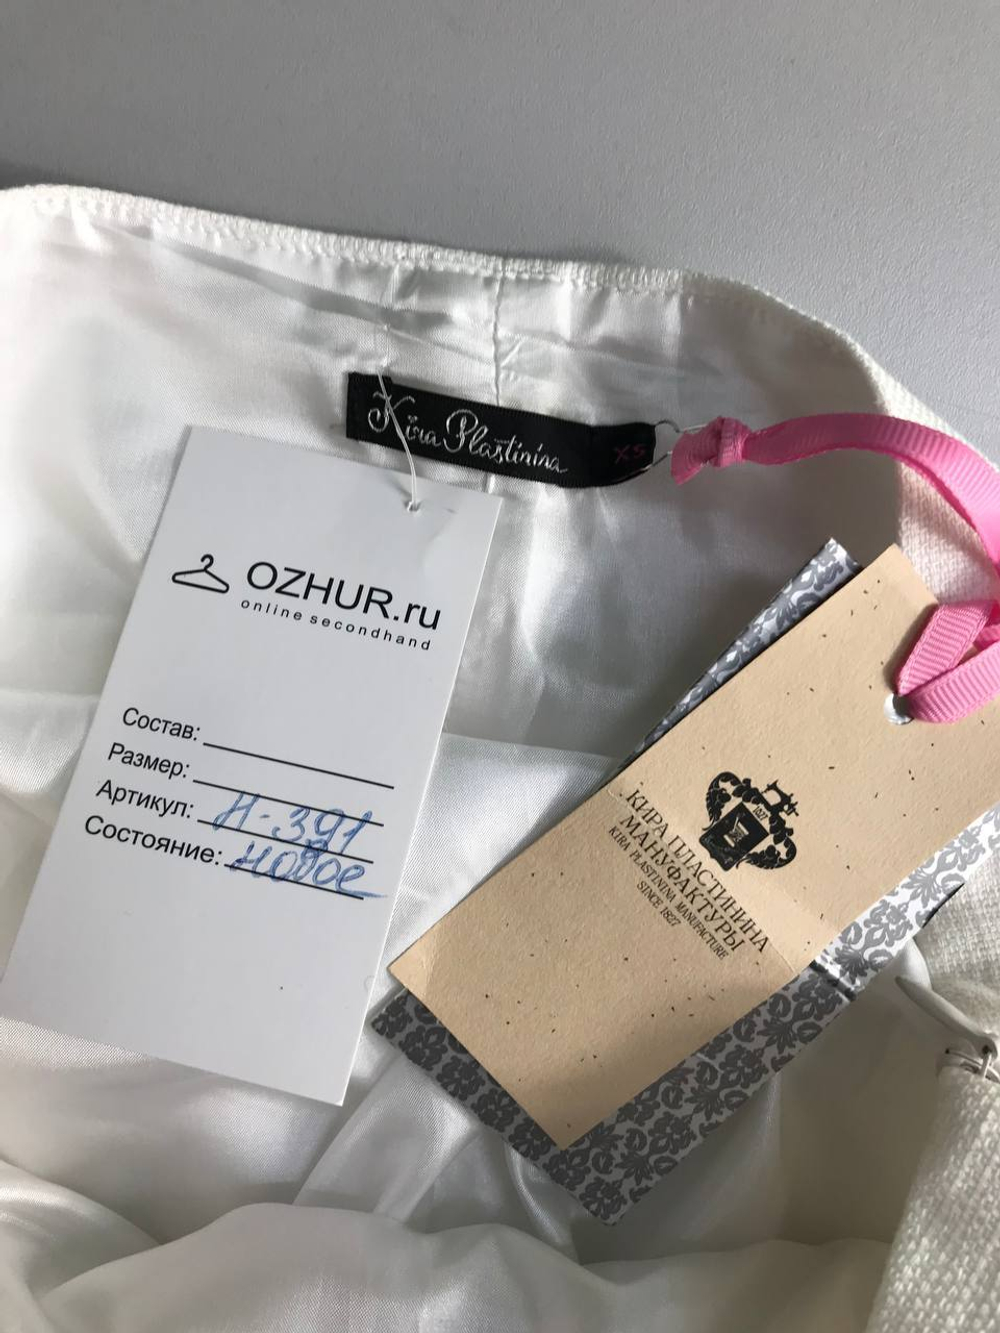 Kira Plastinina
XS
OZHUR.ru
online secondhand
Состав:
Размер:
Артикул: Н-391
Состояние: новое
1827
КИРА ПЛАСТИНИНА
МАНУФАКТУРЫ
KIRA PLASTININA MANUFACTURE
SINCE 1827